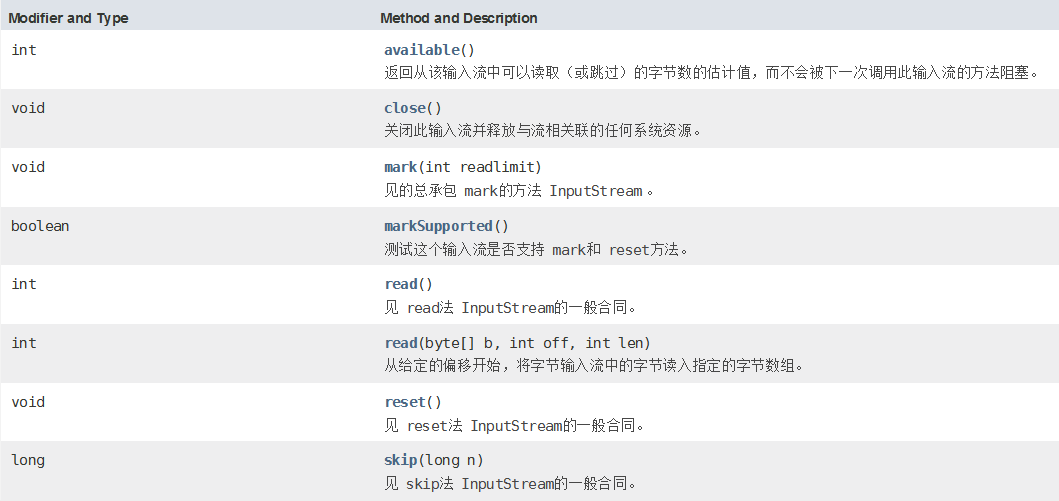 Modifier and Type Method and Description
int available()
返回从该输入流中可以读取（或跳过）的字节数的估计值，而不会被下一次调用此输入流的方法阻塞。
void close()
关闭此输入流并释放与流相关联的任何系统资源。
void mark(int readlimit)
见的总承包 mark的方法 InputStream 。
boolean markSupported()
测试这个输入流是否支持 mark和 reset方法。
int read()
见 read法 InputStream的一般合同。
int read(byte[] b, int off, int len)
从给定的偏移开始，将字节输入流中的字节读入指定的字节数组。
void reset()
见 reset法 InputStream的一般合同。
long skip(long n)
见 skip法 InputStream的一般合同。